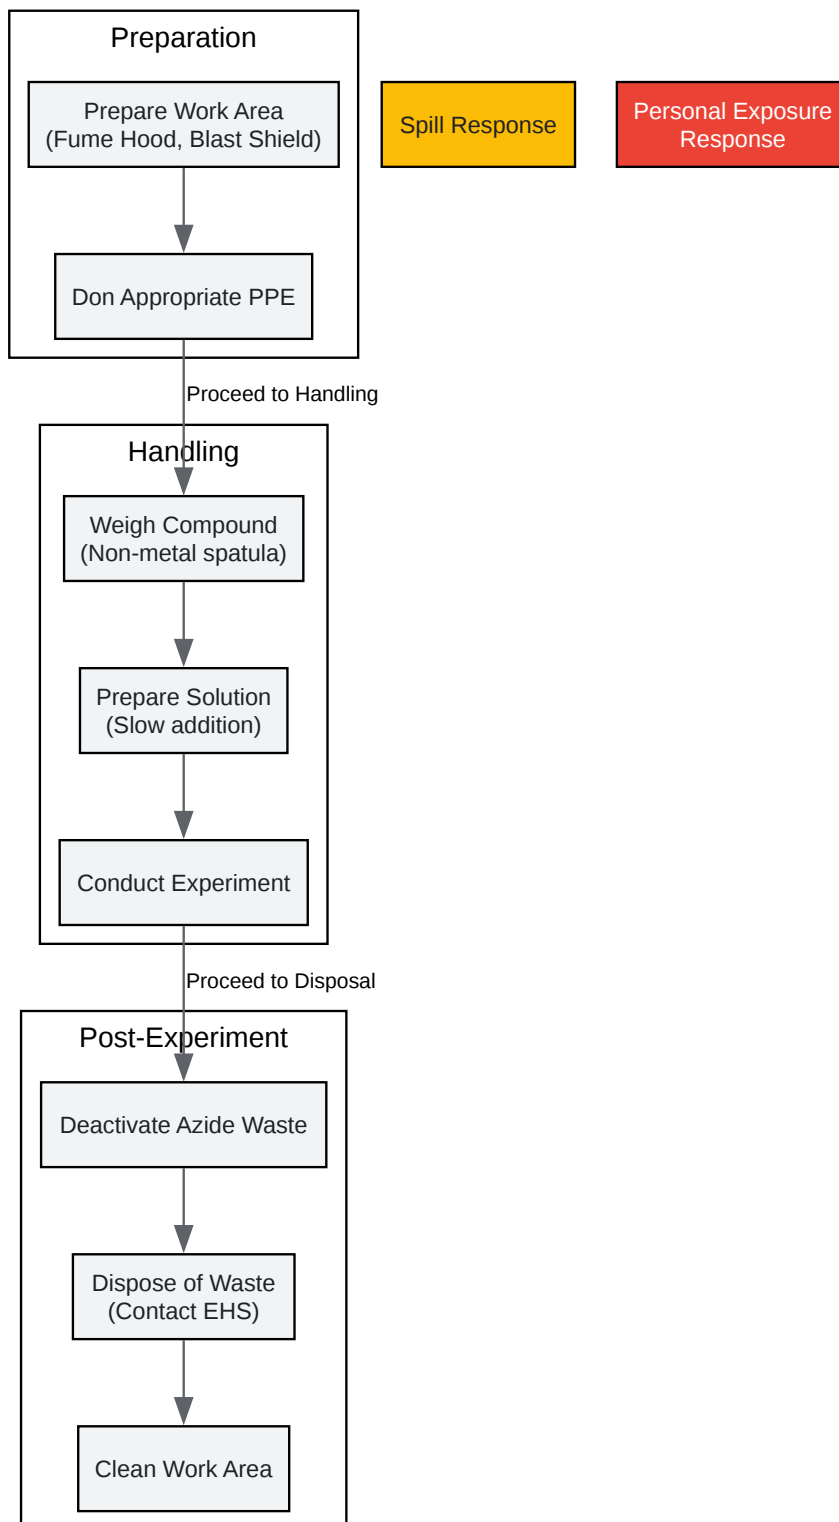 Preparation
Prepare Work Area
(Fume Hood, Blast Shield)
Spill Response
Personal Exposure
Response
Don Appropriate PPE
Proceed to Handling
Handling
Weigh Compound
(Non-metal spatula)
Prepare Solution
(Slow addition)
Conduct Experiment
Proceed to Disposal
Post-Experiment
Deactivate Azide Waste
Dispose of Waste
(Contact EHS)
Clean Work Area